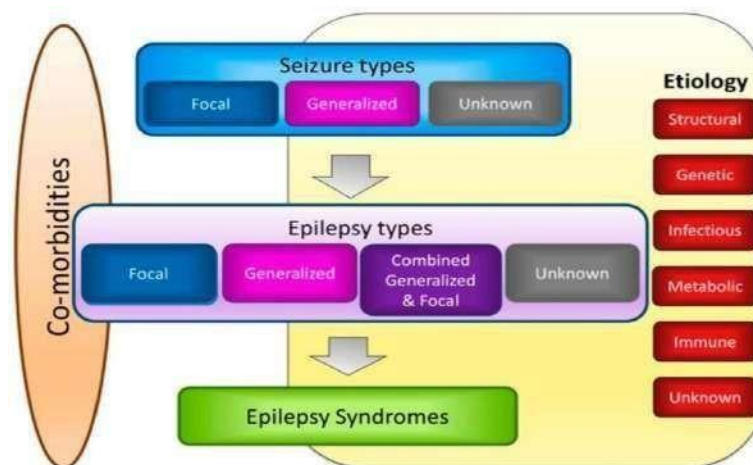 Co-morbidities
Seizure types
Focal
Generalized
Unknown
Epilepsy types
Focal
Generalized
Combined
Generalized
& Focal
Unknown
Epilepsy Syndromes
Etiology
Structural
Genetic
Infectious
Metabolic
Immune
Unknown